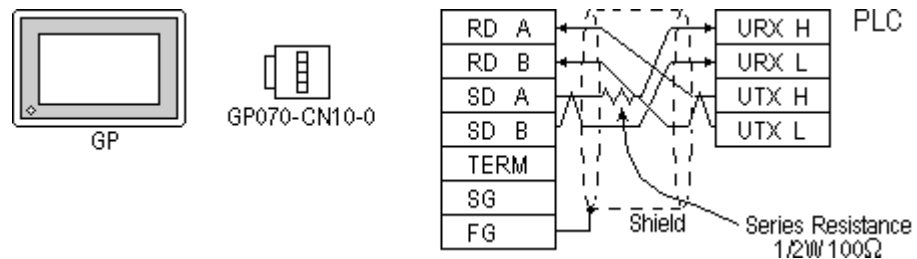 GP
GP070-CN10-0
RD A
RD B
SD A
SD B
TERM
SG
FG
Shield
URX H
URX L
UTX H
UTX L
PLC
Series Resistance
1/2W 100Ω